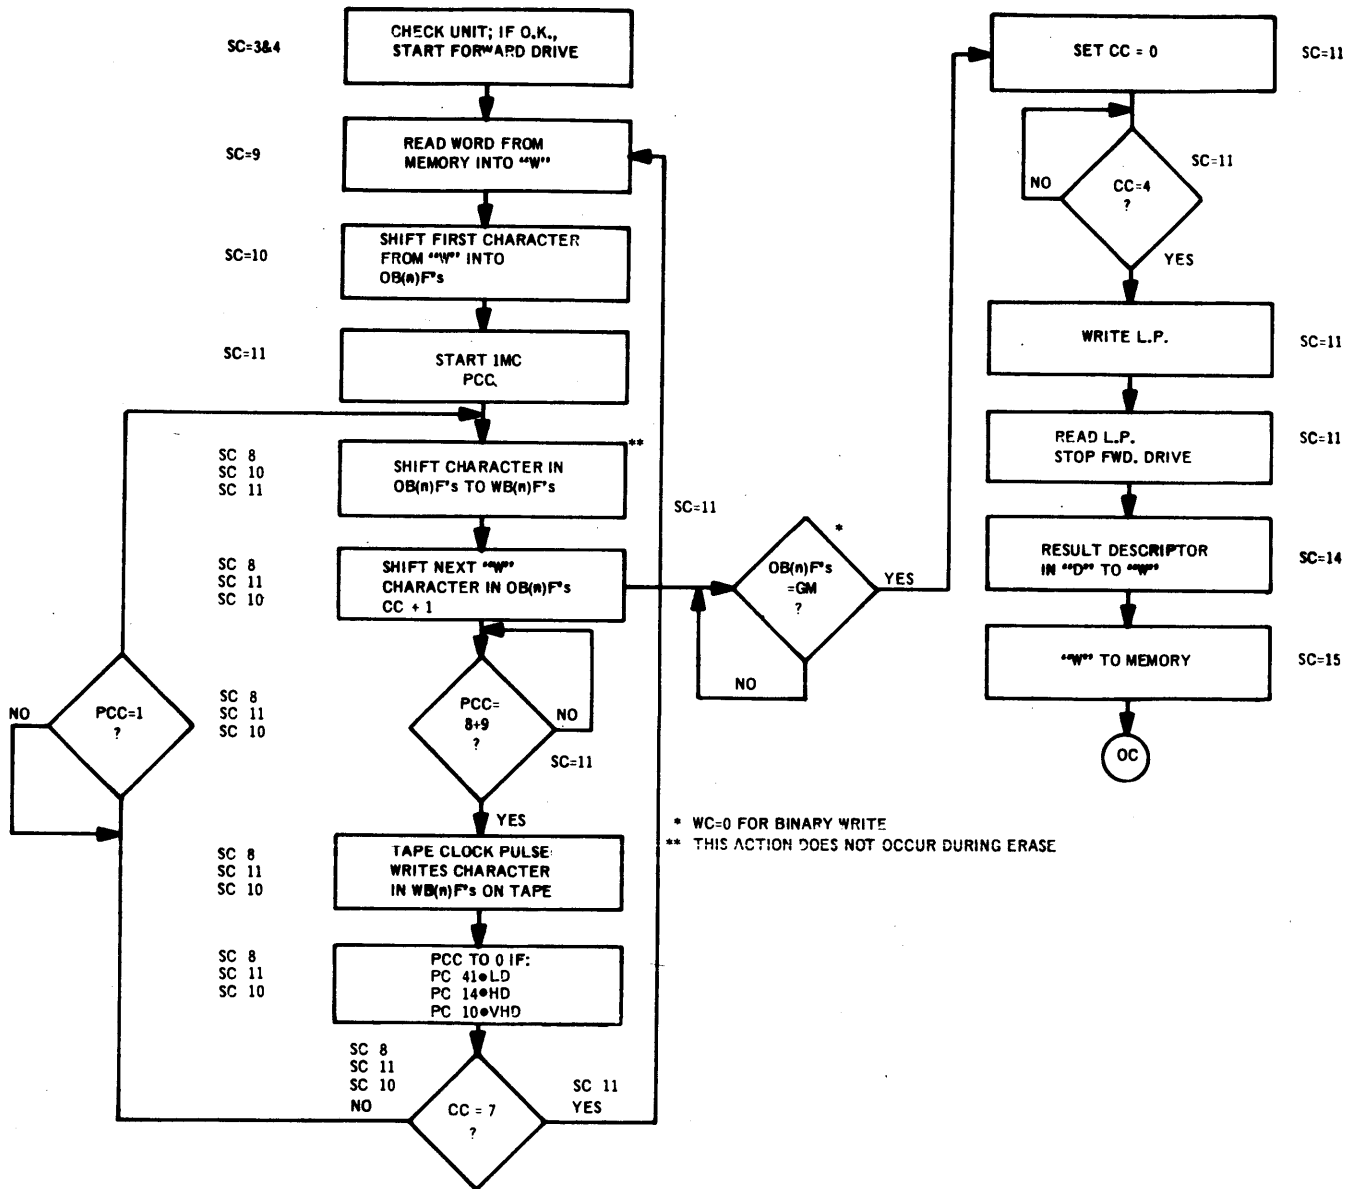 SC=3&4
CHECK UNIT; IF O.K.,
START FORWARD DRIVE
SC=9
READ WORD FROM
MEMORY INTO "W"
SC=10
SHIFT FIRST CHARACTER
FROM "W" INTO
OB(n)F's
SC=11
START 1MC
PCC
SC 8
SC 10
SC 11
SHIFT CHARACTER IN
OB(n)F's TO WB(n)F's
**
SC 8
SC 11
SC 10
SHIFT NEXT "W"
CHARACTER IN OB(n)F's
CC + 1
NO
PCC=1
?
SC 8
SC 11
SC 10
PCC=
8+9
?
NO
SC=11
YES
SC 8
SC 11
SC 10
TAPE CLOCK PULSE
WRITES CHARACTER
IN WB(n)F's ON TAPE
SC 8
SC 11
SC 10
PCC TO 0 IF:
PC 41●LD
PC 14●HD
PC 10●VHD
SC 8
SC 11
SC 10
NO
CC = 7
?
SC 11
YES
SC=11
*
OB(n)F's
=GM
?
YES
NO
SET CC = 0
SC=11
SC=11
CC=4
?
NO
YES
WRITE L.P.
SC=11
READ L.P.
STOP FWD. DRIVE
SC=11
RESULT DESCRIPTOR
IN "D" TO "W"
SC=14
"W" TO MEMORY
SC=15
OC
* WC=0 FOR BINARY WRITE
** THIS ACTION DOES NOT OCCUR DURING ERASE